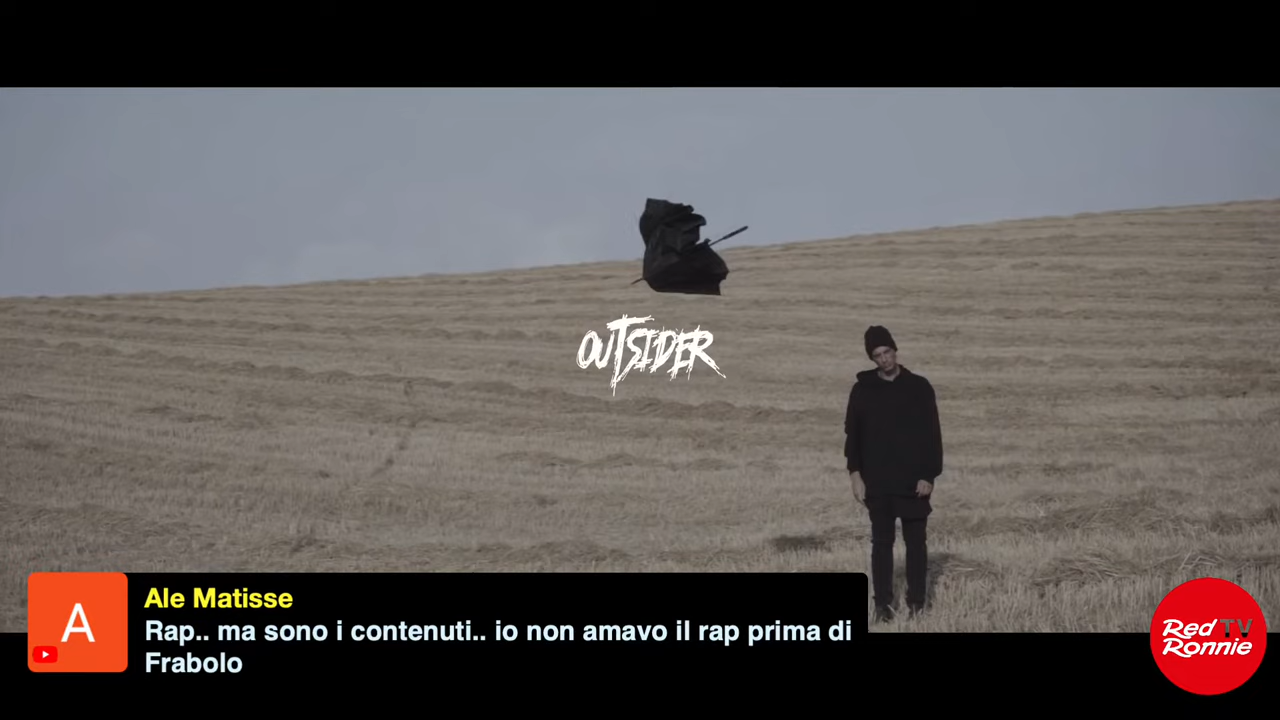 OUTSIDER
A
Ale Matisse
Rap.. ma sono i contenuti.. io non amavo il rap prima di
Frabolo
Red TV
Ronnie